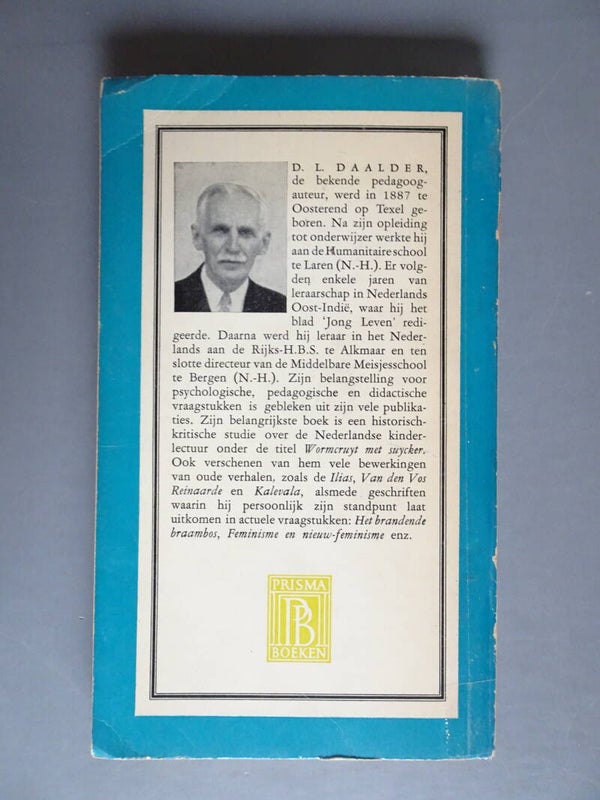 D. L. DAALDER,
de bekende pedagoog-
auteur, werd in 1887 te
Oosterend op Texel ge-
boren. Na zijn opleiding
tot onderwijzer werkte hij
aan de Humanitaire school
te Laren (N.-H.). Er volg-
den enkele jaren van
leraarschap in Nederlands
Oost-Indië, waar hij het
blad ‘Jong Leven’ redi-
geerde. Daarna werd hij leraar in het Neder-
lands aan de Rijks-H.B.S. te Alkmaar en ten
slotte directeur van de Middelbare Meisjesschool
te Bergen (N.-H.). Zijn belangstelling voor
psychologische, pedagogische en didactische
vraagstukken is gebleken uit zijn vele publika-
ties. Zijn belangrijkste boek is een historisch-
kritische studie over de Nederlandse kinder-
lectuur onder de titel Wormcruyt met suycker.
Ook verschenen van hem vele bewerkingen
van oude verhalen, zoals de Ilias, Van den Vos
Reinaarde en Kalevala, alsmede geschriften
waarin hij persoonlijk zijn standpunt laat
uitkomen in actuele vraagstukken: Het brandende
braambos, Feminisme en nieuw-feminisme enz.
PRISMA
PB
BOEKEN